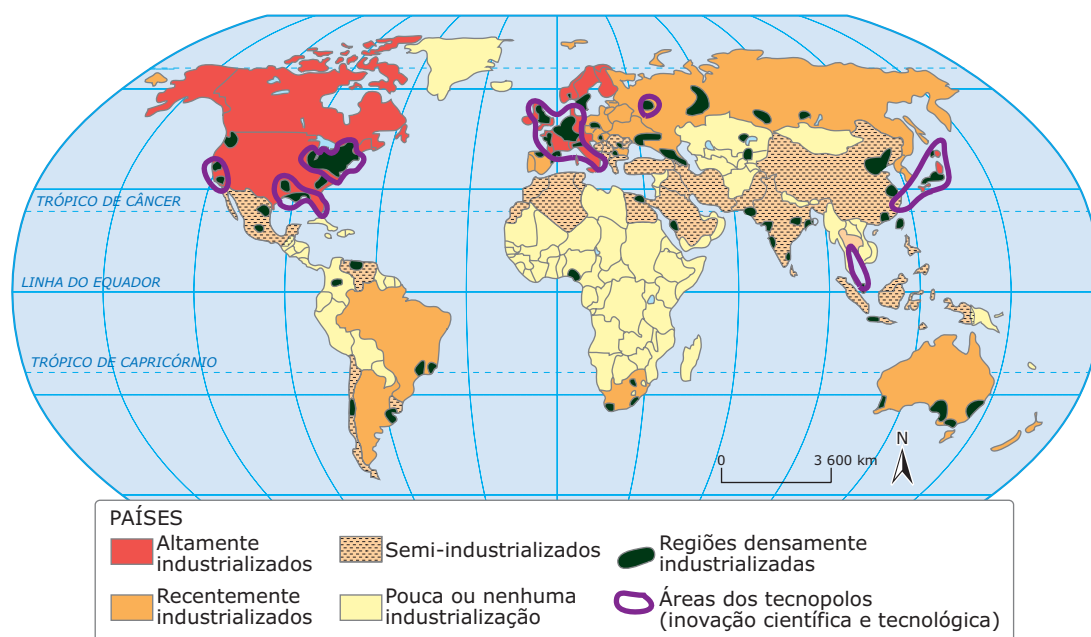 TRÓPICO DE CÂNCER
LINHA DO EQUADOR
TRÓPICO DE CAPRICÓRNIO
N
0 3 600 km
PAÍSES
Altamente
industrializados
Semi-industrializados
Regiões densamente
industrializadas
Recentemente
industrializados
Pouca ou nenhuma
industrialização
Áreas dos tecnopolos
(inovação científica e tecnológica)